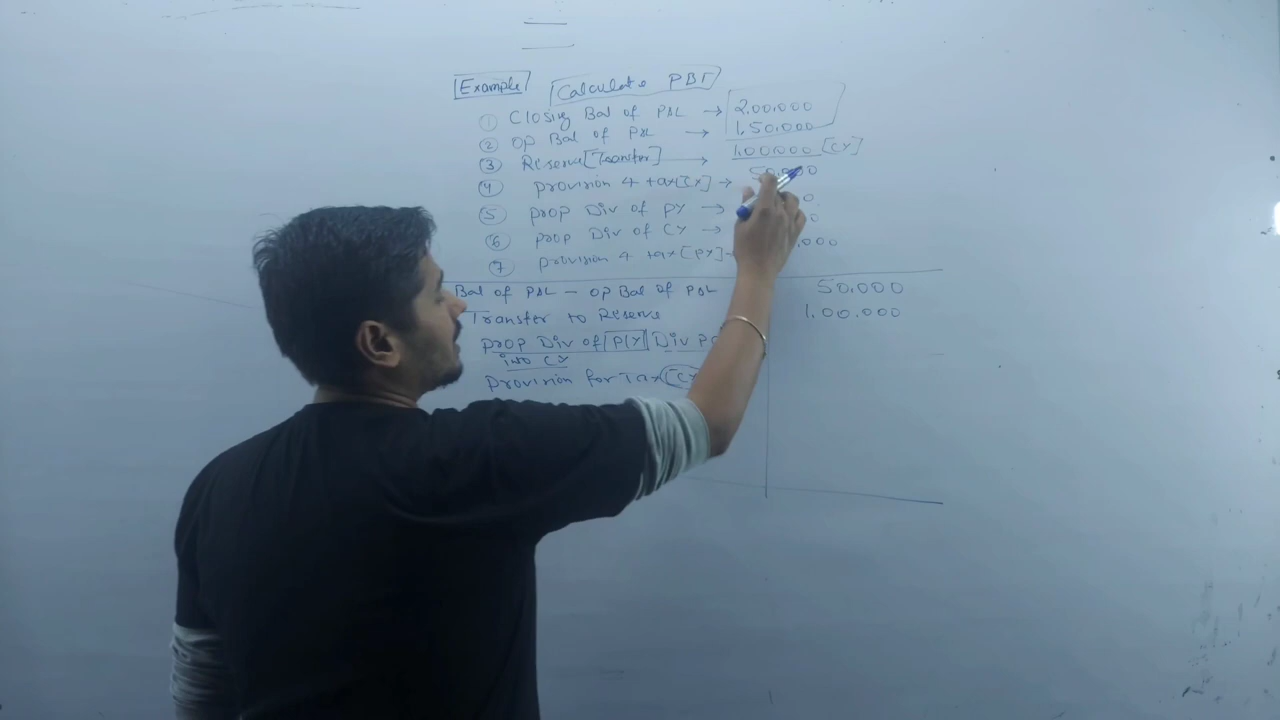 Example Calculate PBT
① Closing Bal of P&L → 2,00,000
② OP Bal of P&L → 1,50,000
③ Reserve [Transfer] → 1,00,000 [CY]
④ provision 4 tax [CY] →
⑤ prop Div of PY →
⑥ prop Div of CY →
⑦ provision 4 tax [PY]
Bal of P&L - OP Bal of P&L 50,000
Transfer to Reserve 1,00,000
prop Div of PY Div
into CY
provision for Tax CY